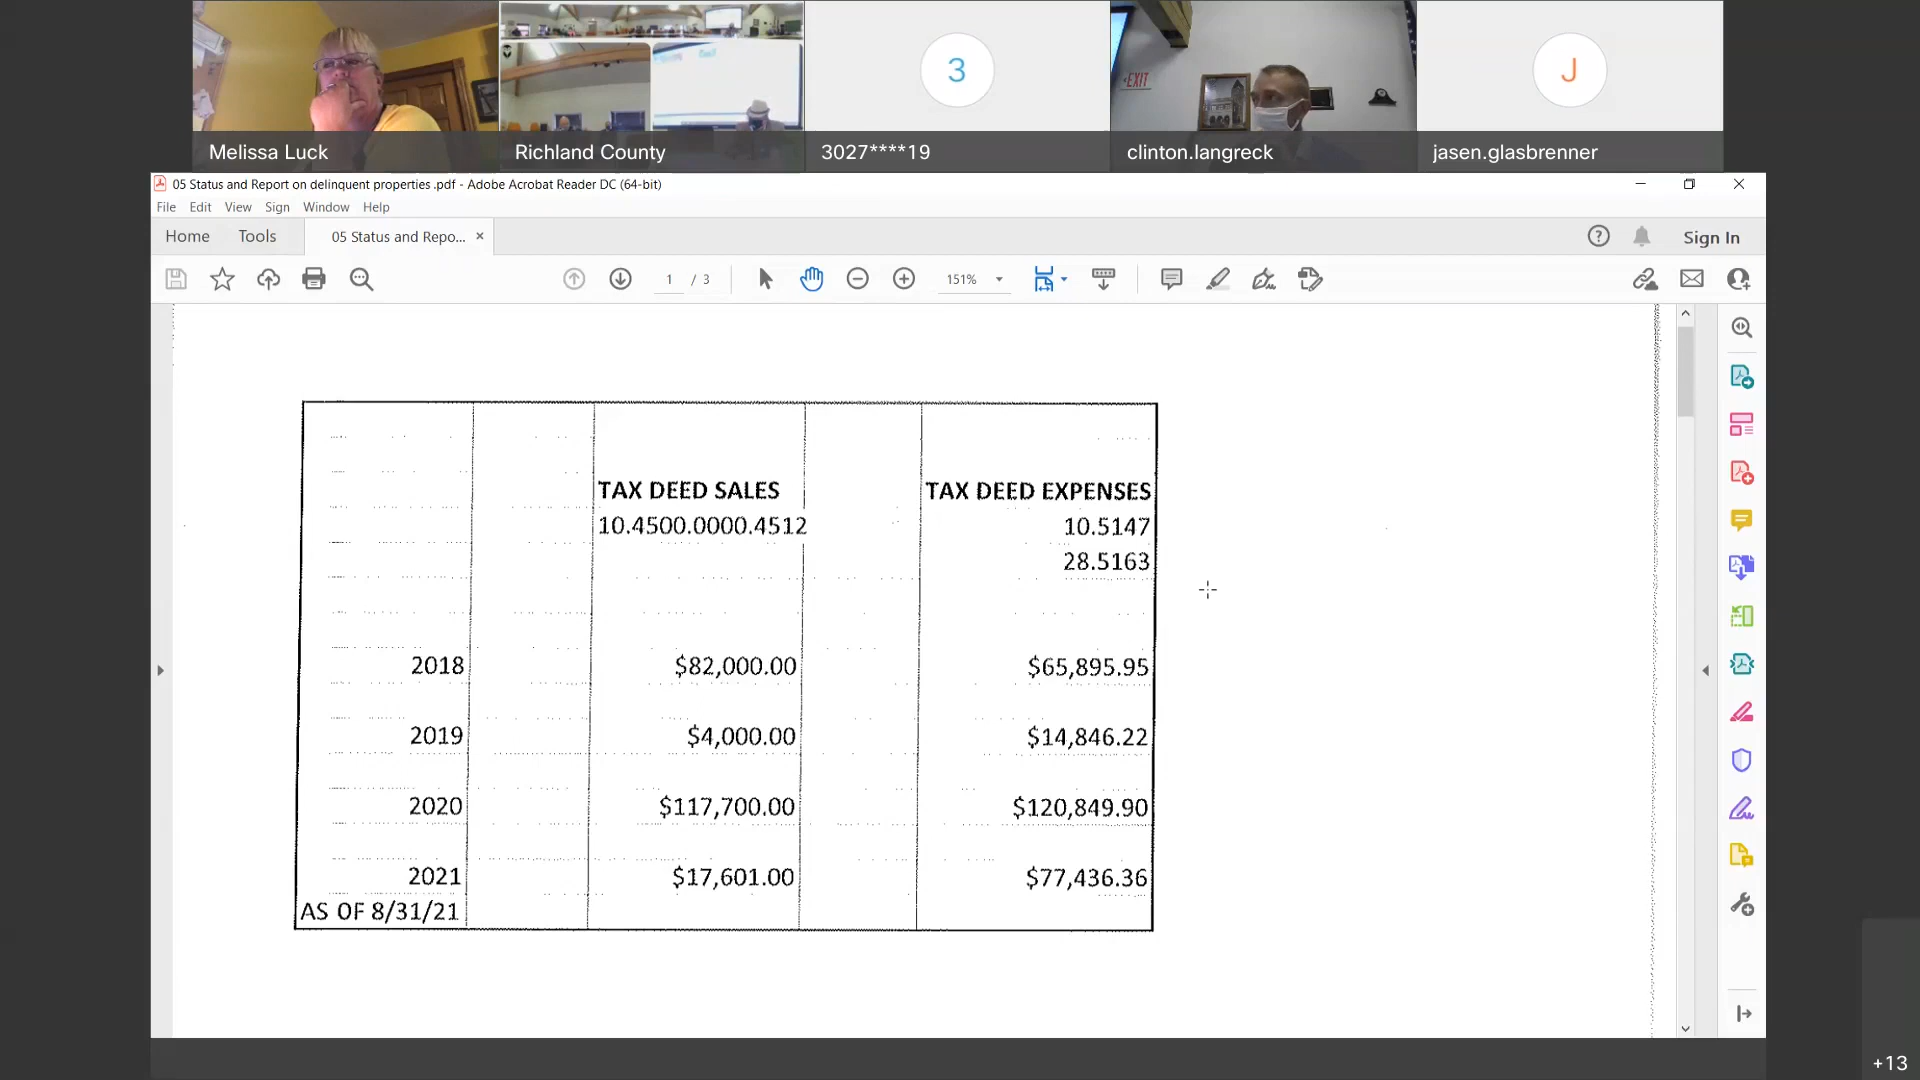 EXIT
3
J
Melissa Luck
Richland County
3027****19
clinton.langreck
jasen.glasbrenner
05 Status and Report on delinquent properties .pdf - Adobe Acrobat Reader DC (64-bit)
File Edit View Sign Window Help
Home Tools 05 Status and Repo... × Sign In
1 / 3 151%
TAX DEED SALES TAX DEED EXPENSES
10.4500.0000.4512 10.5147
28.5163
2018 $82,000.00 $65,895.95
2019 $4,000.00 $14,846.22
2020 $117,700.00 $120,849.90
2021 $17,601.00 $77,436.36
AS OF 8/31/21
+13